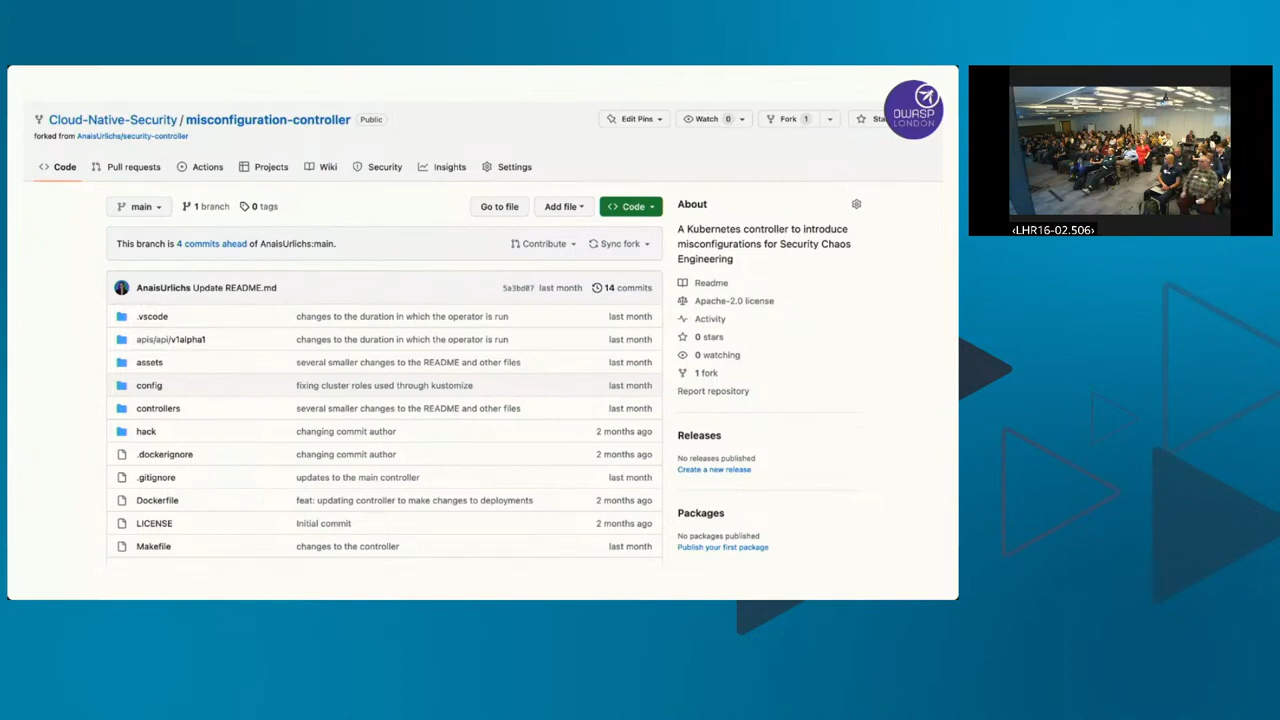 Cloud-Native-Security / misconfiguration-controller Public
Edit Pins Watch 0 Fork 1
OWASP
LONDON
forked from AnaisUrlichs/security-controller
Code Pull requests Actions Projects Wiki Security Insights Settings
main 1 branch 0 tags Go to file Add file Code
This branch is 4 commits ahead of AnaisUrlichs:main. Contribute Sync fork
AnaisUrlichs Update README.md 5a3bd07 last month 14 commits
.vscode changes to the duration in which the operator is run last month
apis/api/v1alpha1 changes to the duration in which the operator is run last month
assets several smaller changes to the README and other files last month
config fixing cluster roles used through kustomize last month
controllers several smaller changes to the README and other files last month
hack changing commit author 2 months ago
.dockerignore changing commit author 2 months ago
.gitignore updates to the main controller last month
Dockerfile feat: updating controller to make changes to deployments 2 months ago
LICENSE Initial commit 2 months ago
Makefile changes to the controller last month
About
A Kubernetes controller to introduce
misconfigurations for Security Chaos
Engineering
Readme
Apache-2.0 license
Activity
0 stars
0 watching
1 fork
Report repository
Releases
No releases published
Create a new release
Packages
No packages published
Publish your first package
‹LHR16-02.506›